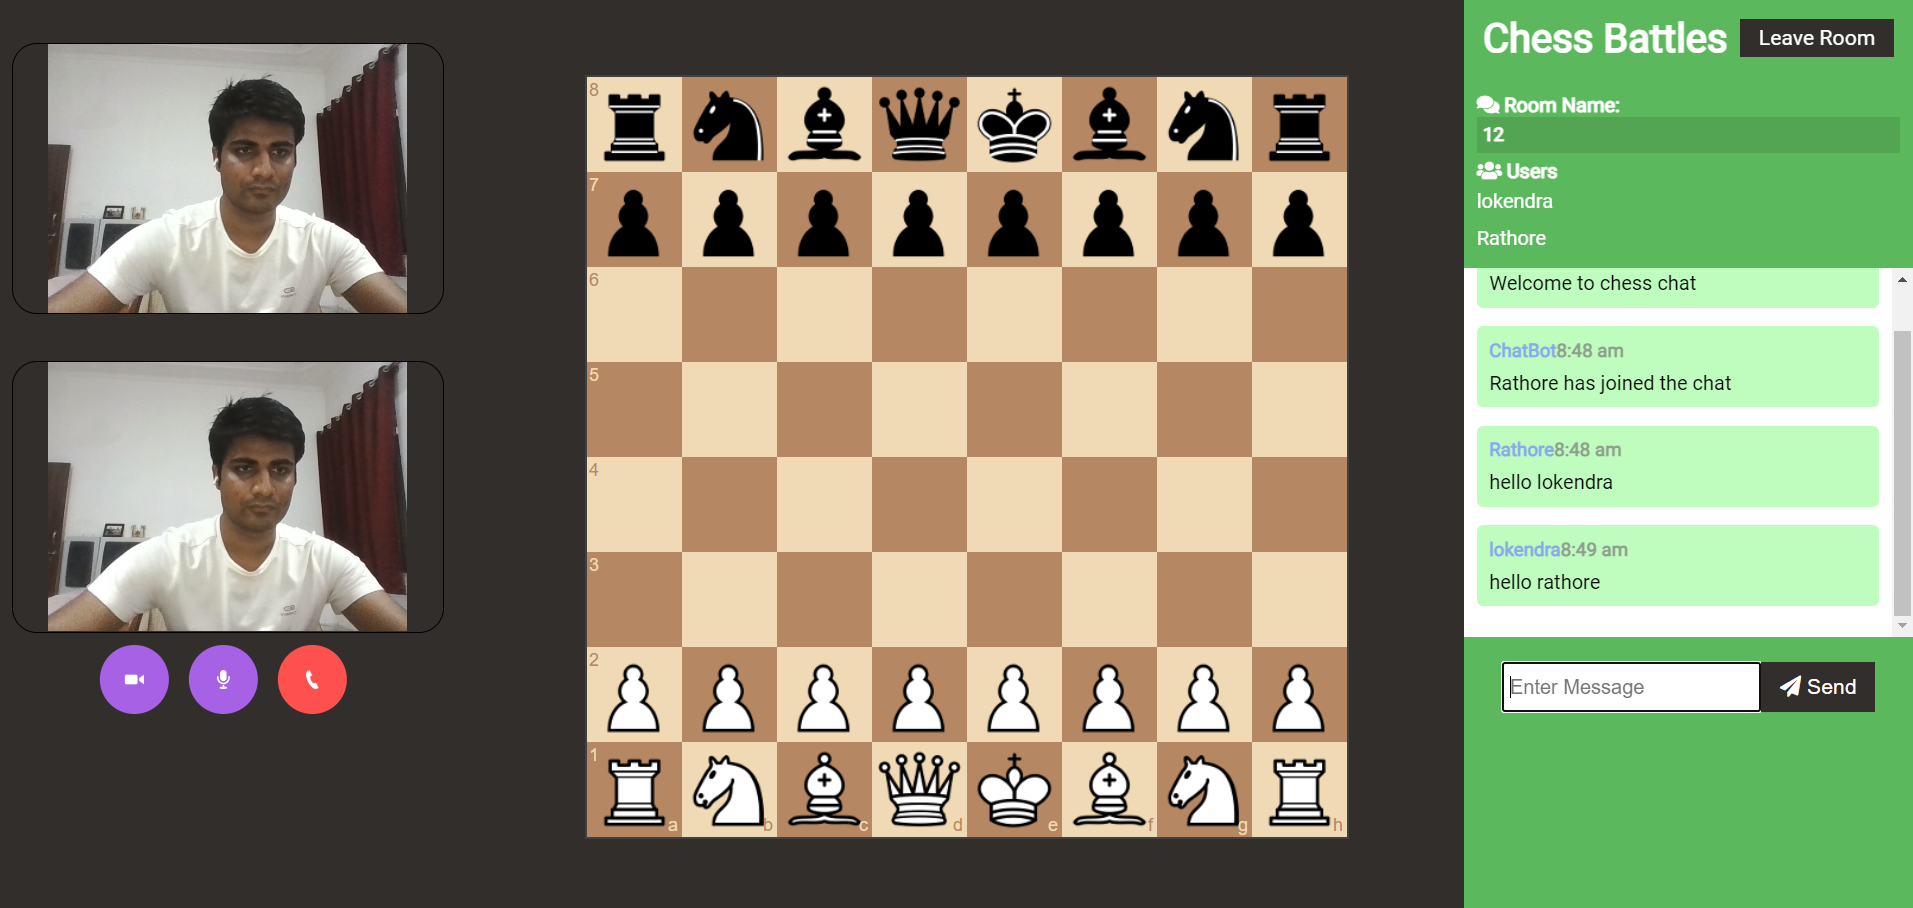 8
7
6
5
4
3
2
1
a b c d e f g h
Chess Battles
Leave Room
Room Name:
12
Users
lokendra
Rathore
Welcome to chess chat
ChatBot8:48 am
Rathore has joined the chat
Rathore8:48 am
hello lokendra
lokendra8:49 am
hello rathore
Enter Message
Send